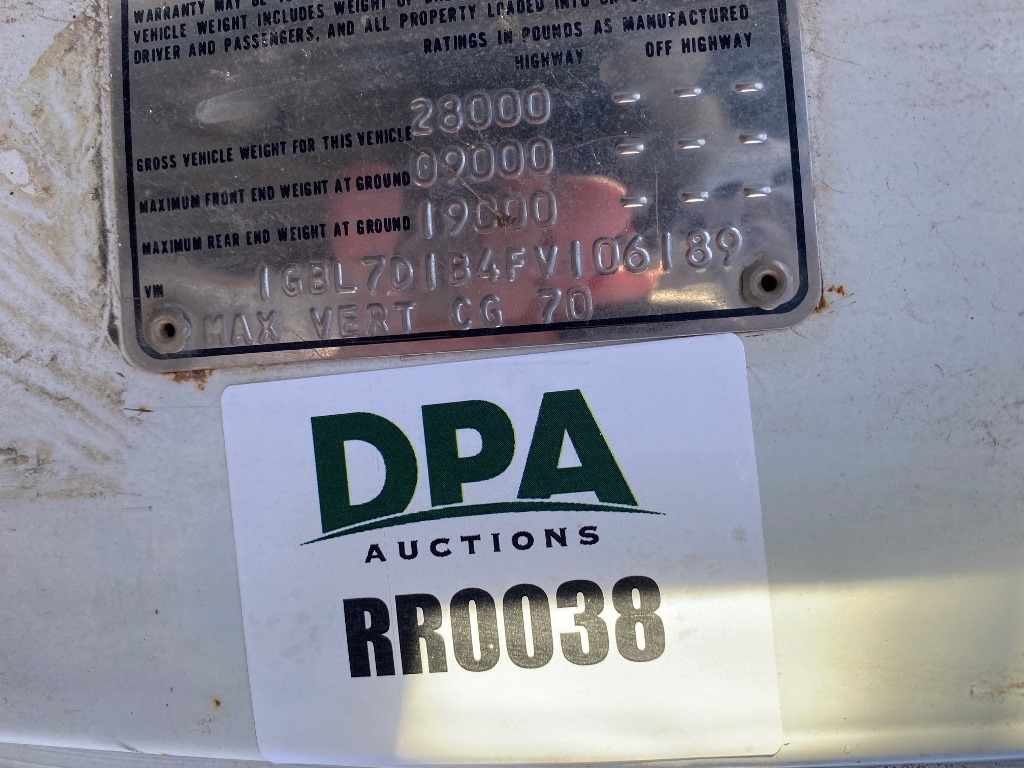 WARRANTY MAY BE
VEHICLE WEIGHT INCLUDES WEIGHT OF
DRIVER AND PASSENGERS, AND ALL PROPERTY LOADED INTO OR
RATINGS IN POUNDS AS MANUFACTURED
HIGHWAY OFF HIGHWAY
GROSS VEHICLE WEIGHT FOR THIS VEHICLE 28000 - - -
MAXIMUM FRONT END WEIGHT AT GROUND 09000 - - -
MAXIMUM REAR END WEIGHT AT GROUND 19000 - - -
VIN 1GBL7D1B4FV106189
MAX VERT CG 70
DPA
AUCTIONS
RR0038